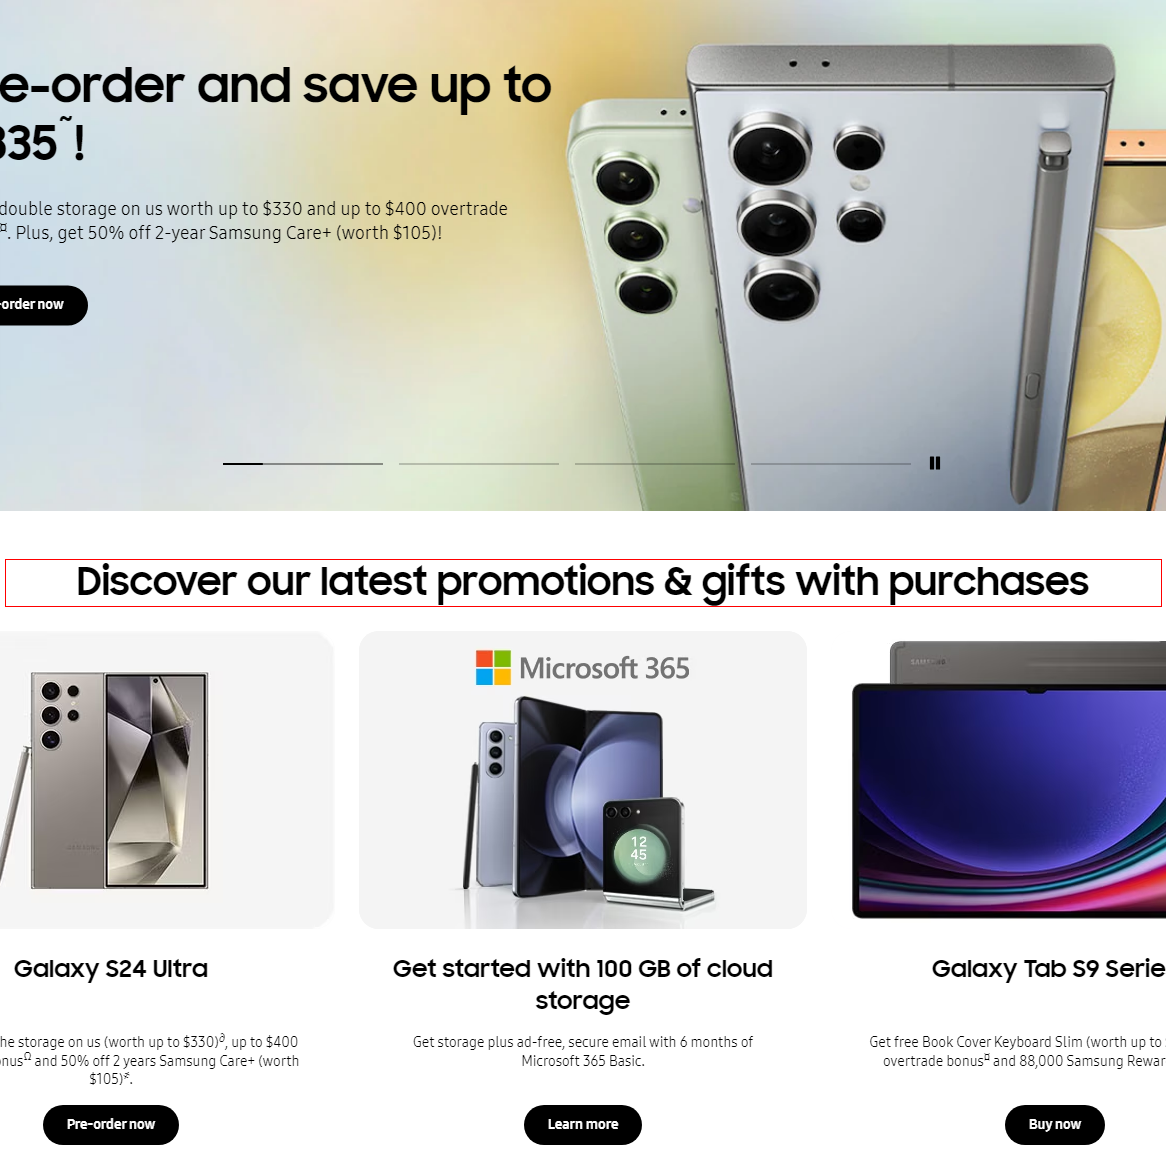 e-order and save up to
335~!
double storage on us worth up to $330 and up to $400 overtrade
¤. Plus, get 50% off 2-year Samsung Care+ (worth $105)!
-order now
Discover our latest promotions & gifts with purchases
Microsoft 365
SAMSUNG
12
45
SAMSUNG
Galaxy S24 Ultra
Get started with 100 GB of cloud
storage
Galaxy Tab S9 Serie
he storage on us (worth up to $330)∂, up to $400
onusΩ and 50% off 2 years Samsung Care+ (worth
$105)≠.
Get storage plus ad-free, secure email with 6 months of
Microsoft 365 Basic.
Get free Book Cover Keyboard Slim (worth up to
overtrade bonus¤ and 88,000 Samsung Rewar
Pre-order now
Learn more
Buy now